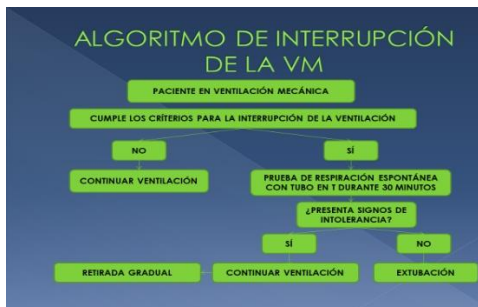 ALGORITMO DE INTERRUPCIÓN
DE LA VM
PACIENTE EN VENTILACIÓN MECÁNICA
CUMPLE LOS CRÍTERIOS PARA LA INTERRUPCIÓN DE LA VENTILACIÓN
NO
SÍ
CONTINUAR VENTILACIÓN
PRUEBA DE RESPIRACIÓN ESPONTÁNEA
CON TUBO EN T DURANTE 30 MINUTOS
¿PRESENTA SIGNOS DE
INTOLERANCIA?
SÍ
NO
RETIRADA GRADUAL
CONTINUAR VENTILACIÓN
EXTUBACIÓN